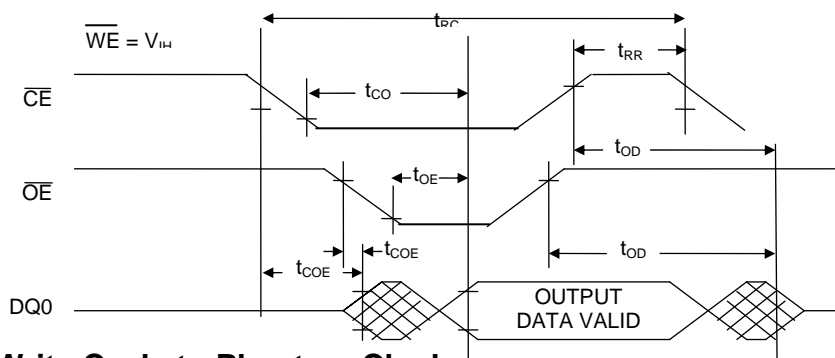 tRC
WE = VIH
tRR
CE
tCO
tOD
OE
tOE
tCOE
tOD
tCOE
DQ0
OUTPUT
DATA VALID